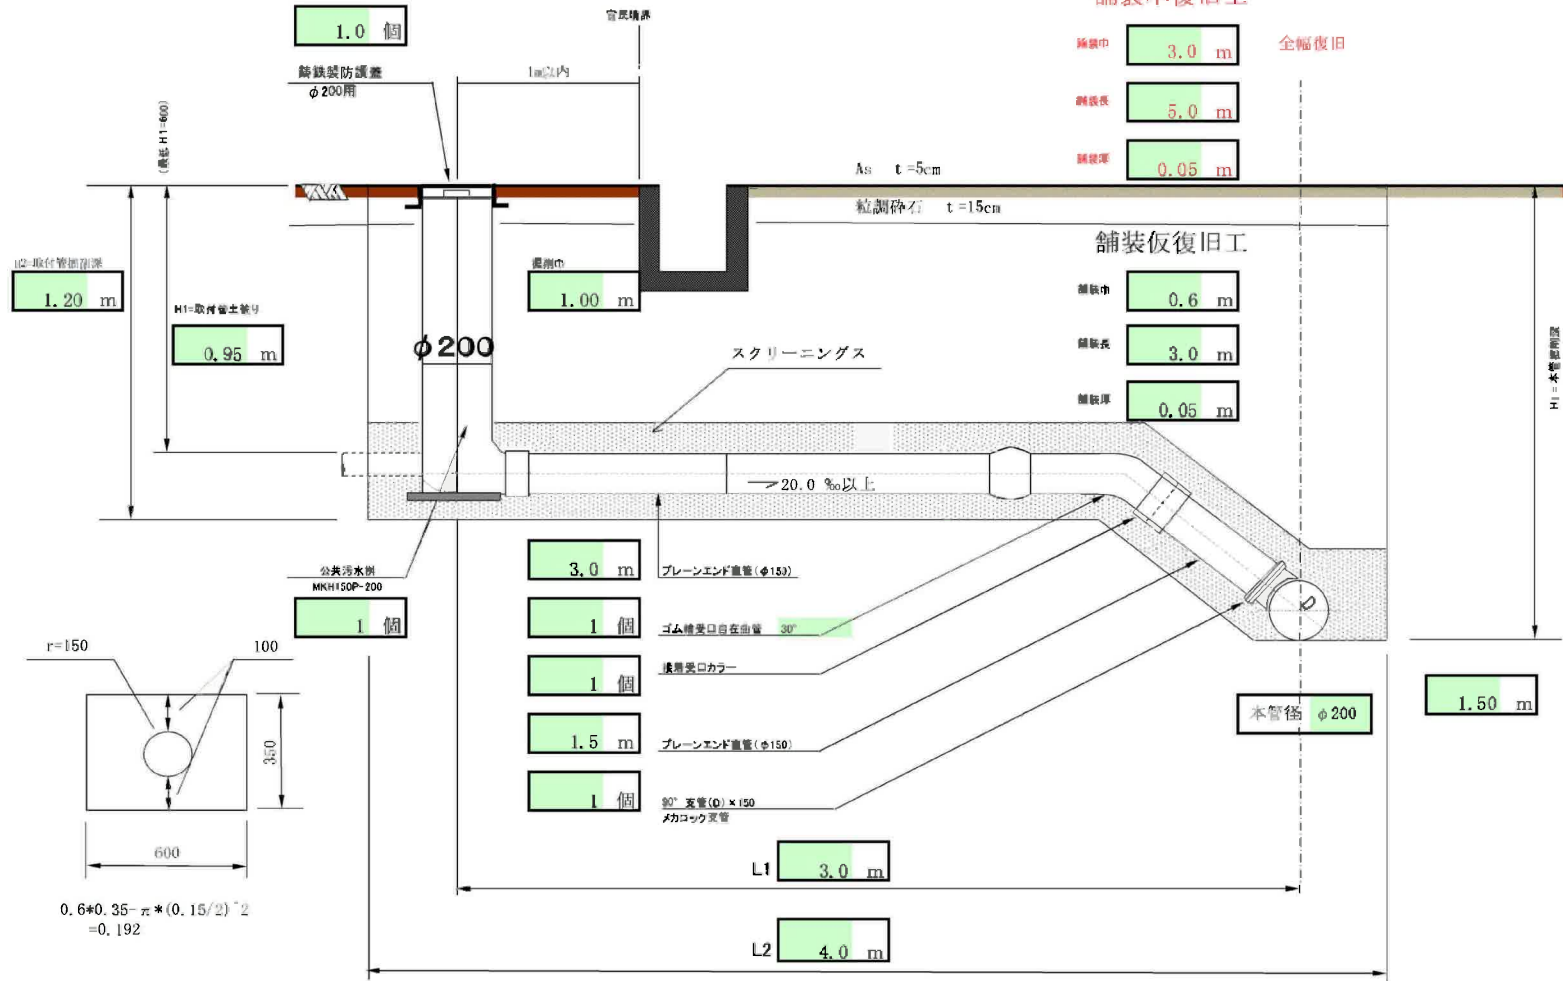 1.0 個
官民境界
鋳鉄製防護蓋
φ200用
1m以内
舗装本復旧工
舗装巾 3.0 m 全幅復旧
舗装長 5.0 m
舗装厚 0.05 m
(最低 H1=600)
As t=5cm
粒調砕石 t=15cm
舗装仮復旧工
舗装巾 0.6 m
舗装長 3.0 m
舗装厚 0.05 m
H2=取付管掘削深
1.20 m
H1=取付管土被り
0.95 m
掘削巾
1.00 m
φ200
スクリーニングス
20.0 ‰以上
H1=本管掘削深
1.50 m
公共汚水桝
MKH150P-200
1 個
3.0 m プレーンエンド直管(φ150)
1 個 ゴム輪受口自在曲管 30°
1 個 接着受口カラー
1.5 m プレーンエンド直管(φ150)
1 個 90° 支管(D)×150
メカロック支管
D
本管径 φ200
r=150
100
350
600
0.6*0.35-π*(0.15/2)^2
=0.192
L1 3.0 m
L2 4.0 m